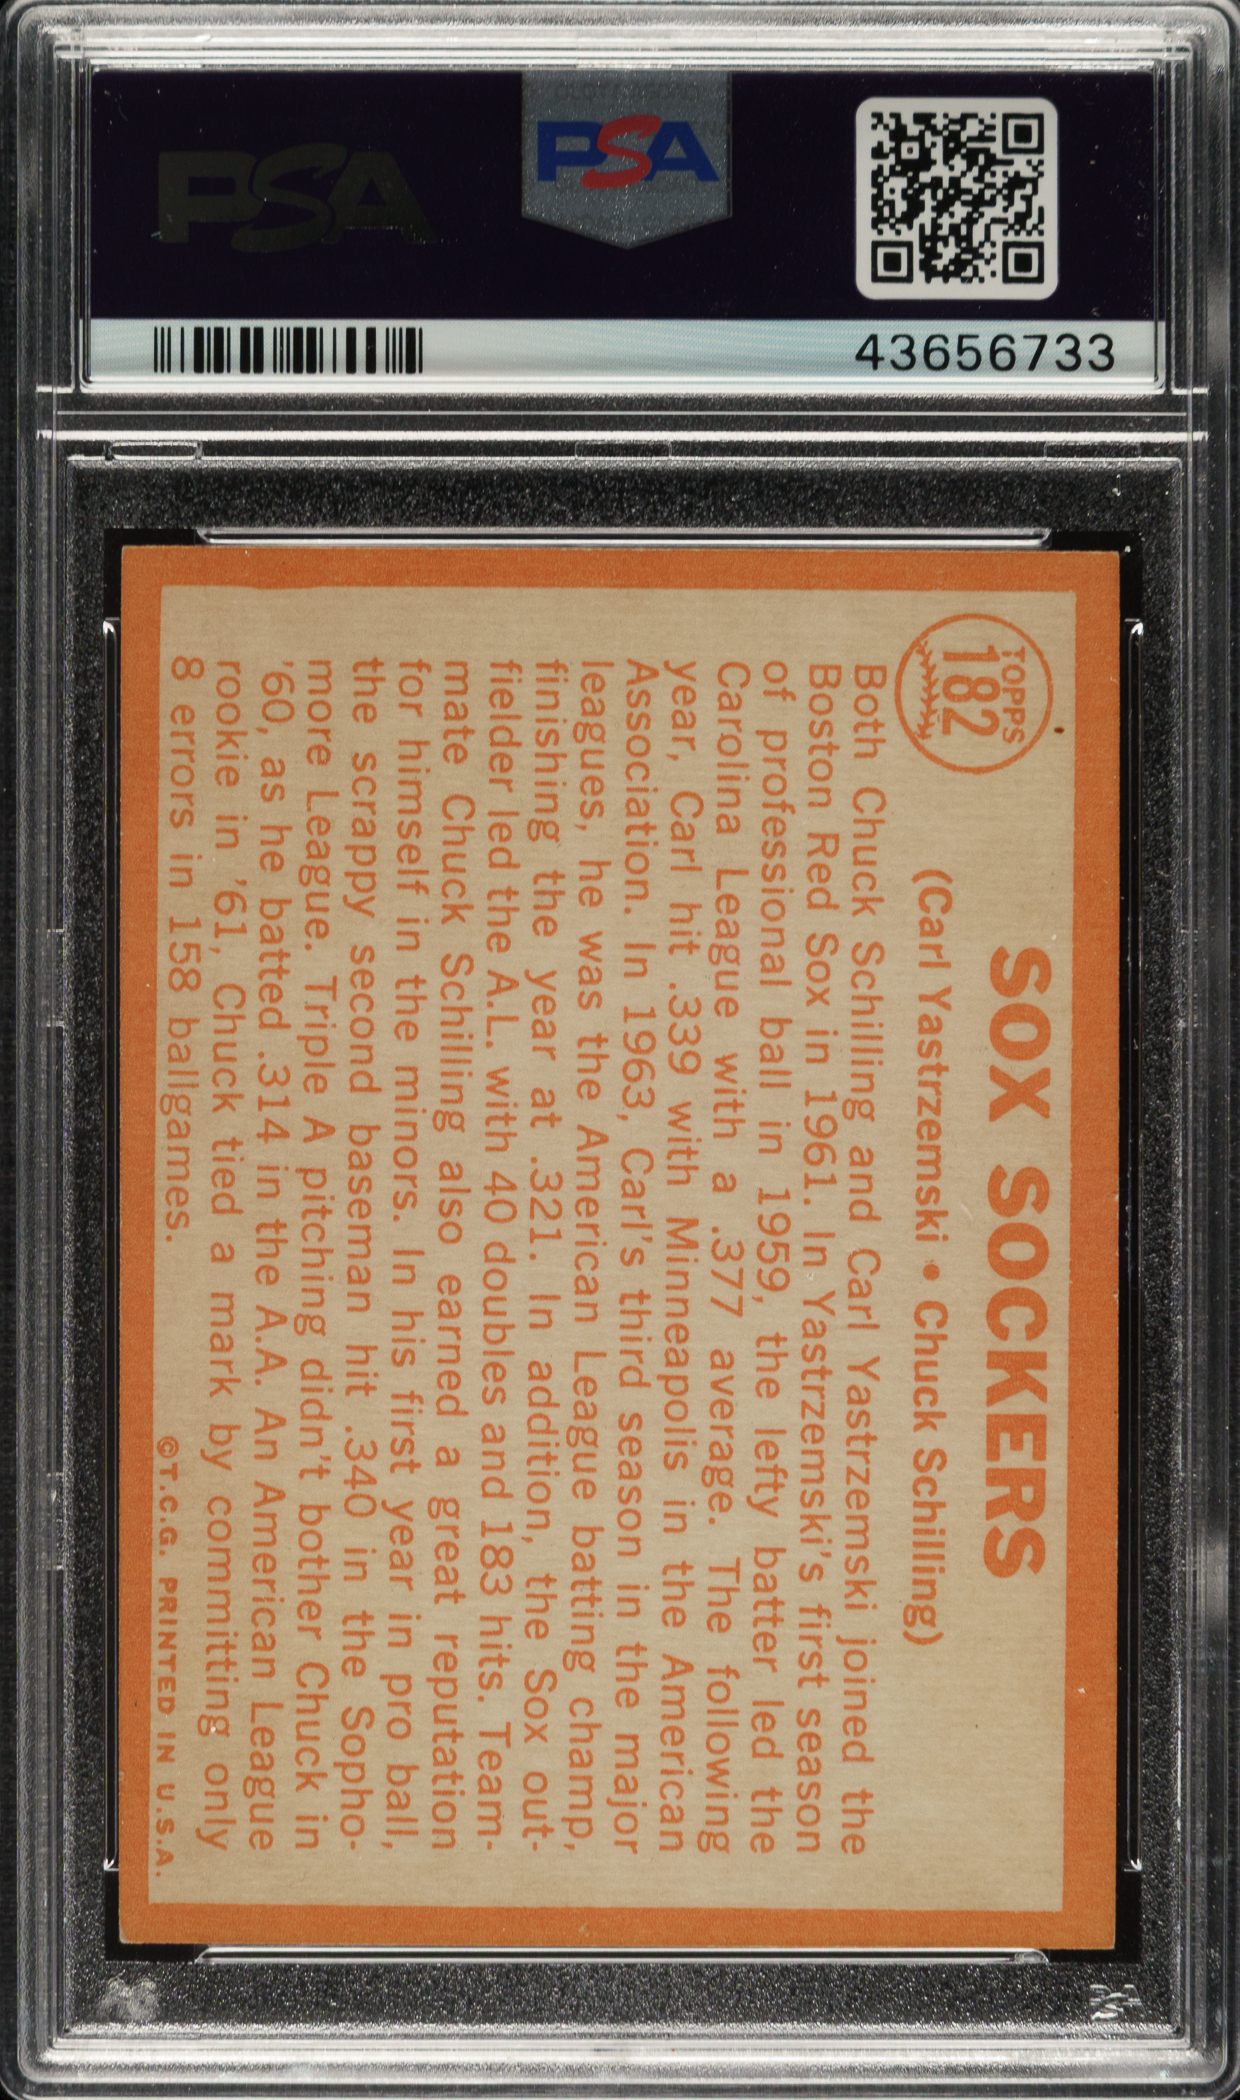 PSA
PSA
43656733
TOPPS
182
SOX SOCKERS
(Carl Yastrzemski • Chuck Schilling)
Both Chuck Schilling and Carl Yastrzemski joined the
Boston Red Sox in 1961. In Yastrzemski's first season
of professional ball in 1959, the lefty batter led the
Carolina League with a .377 average. The following
year, Carl hit .339 with Minneapolis in the American
Association. In 1963, Carl's third season in the major
leagues, he was the American League batting champ,
finishing the year at .321. In addition, the Sox out-
fielder led the A.L. with 40 doubles and 183 hits. Team-
mate Chuck Schilling also earned a great reputation
for himself in the minors. In his first year in pro ball,
the scrappy second baseman hit .340 in the Sopho-
more League. Triple A pitching didn't bother Chuck in
'60, as he batted .314 in the A.A. An American League
rookie in '61, Chuck tied a mark by committing only
8 errors in 158 ballgames.
©T.C.G. PRINTED IN U.S.A.